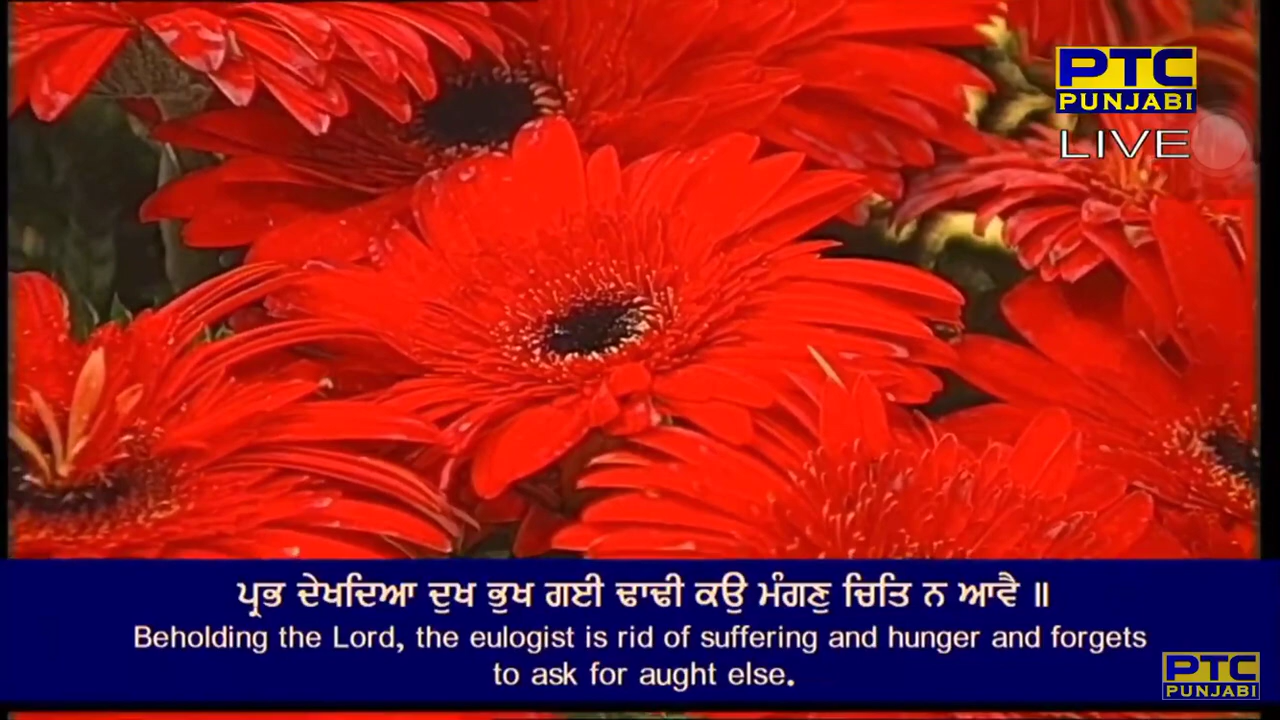 PTC
PUNJABI
LIVE
ਪ੍ਰਭ ਦੇਖਦਿਆ ਦੁਖ ਭੁਖ ਗਈ ਢਾਢੀ ਕਉ ਮੰਗਣੁ ਚਿਤਿ ਨ ਆਵੈ ॥
Beholding the Lord, the eulogist is rid of suffering and hunger and forgets
to ask for aught else.
PTC
PUNJABI